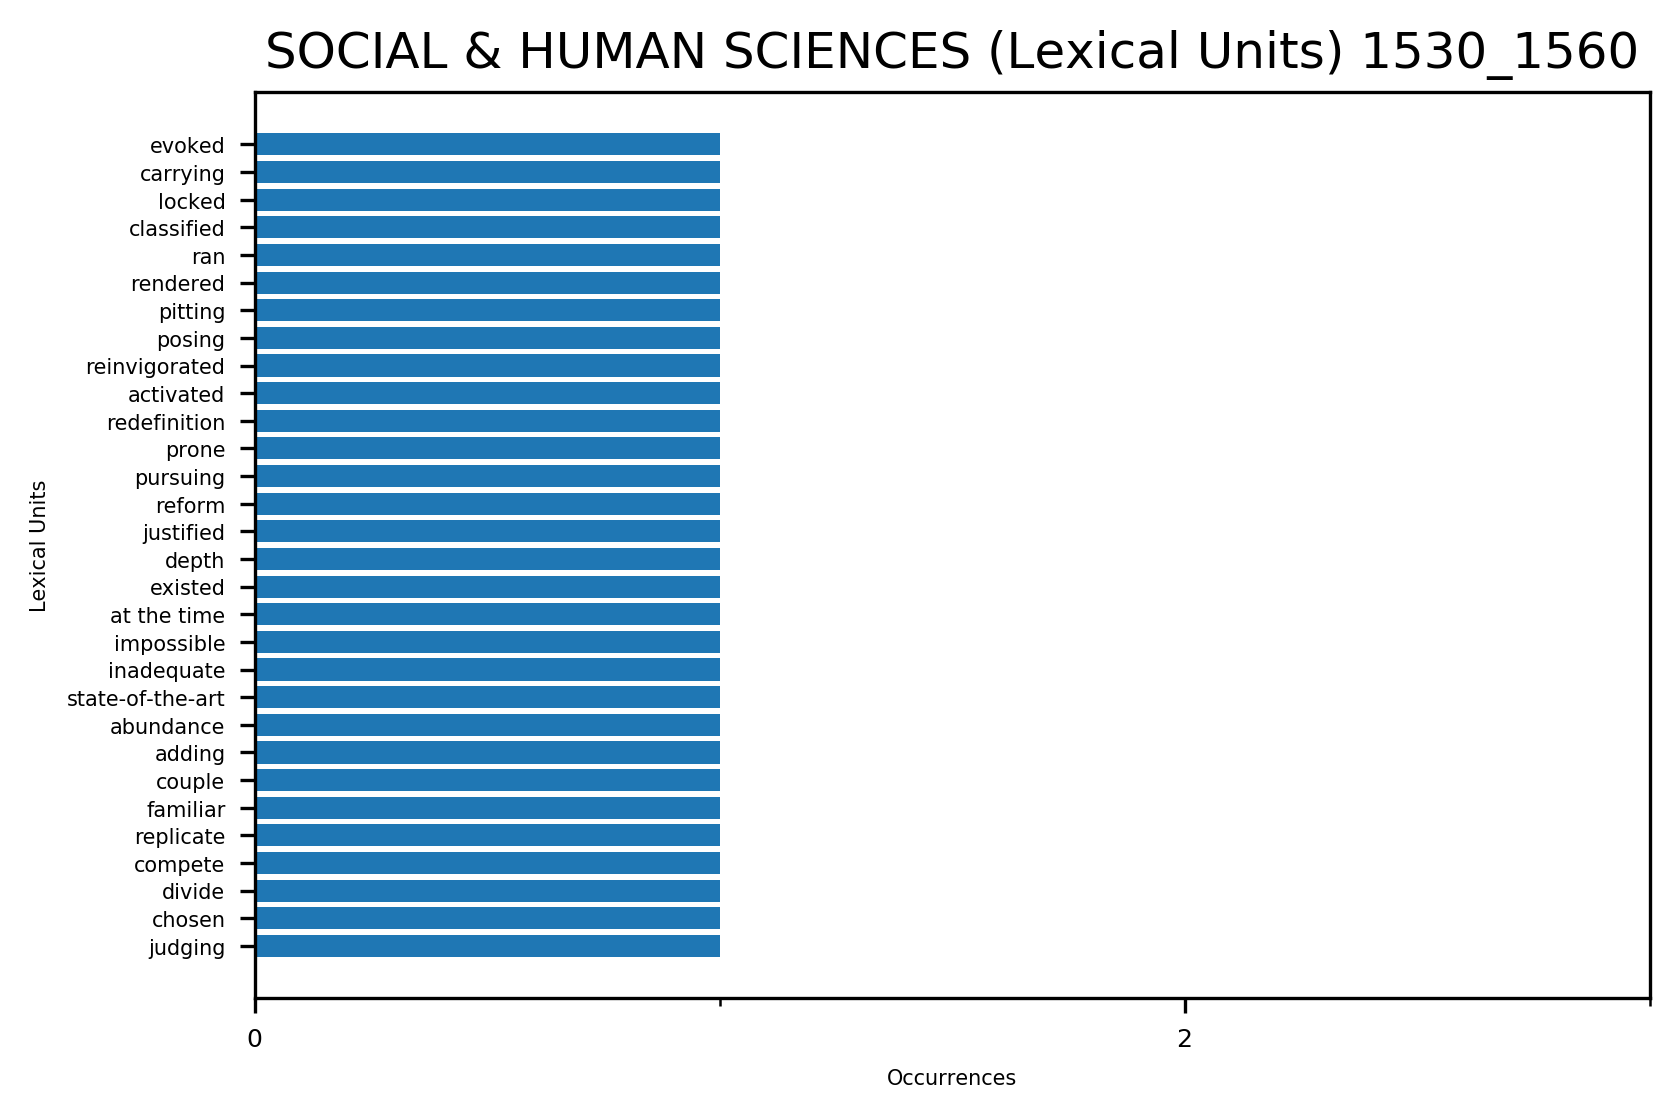 SOCIAL & HUMAN SCIENCES (Lexical Units) 1530_1560
evoked
carrying
locked
classified
ran
rendered
pitting
posing
reinvigorated
activated
redefinition
prone
pursuing
reform
justified
depth
existed
at the time
impossible
inadequate
state-of-the-art
abundance
adding
couple
familiar
replicate
compete
divide
chosen
judging
Lexical Units
0
2
Occurrences